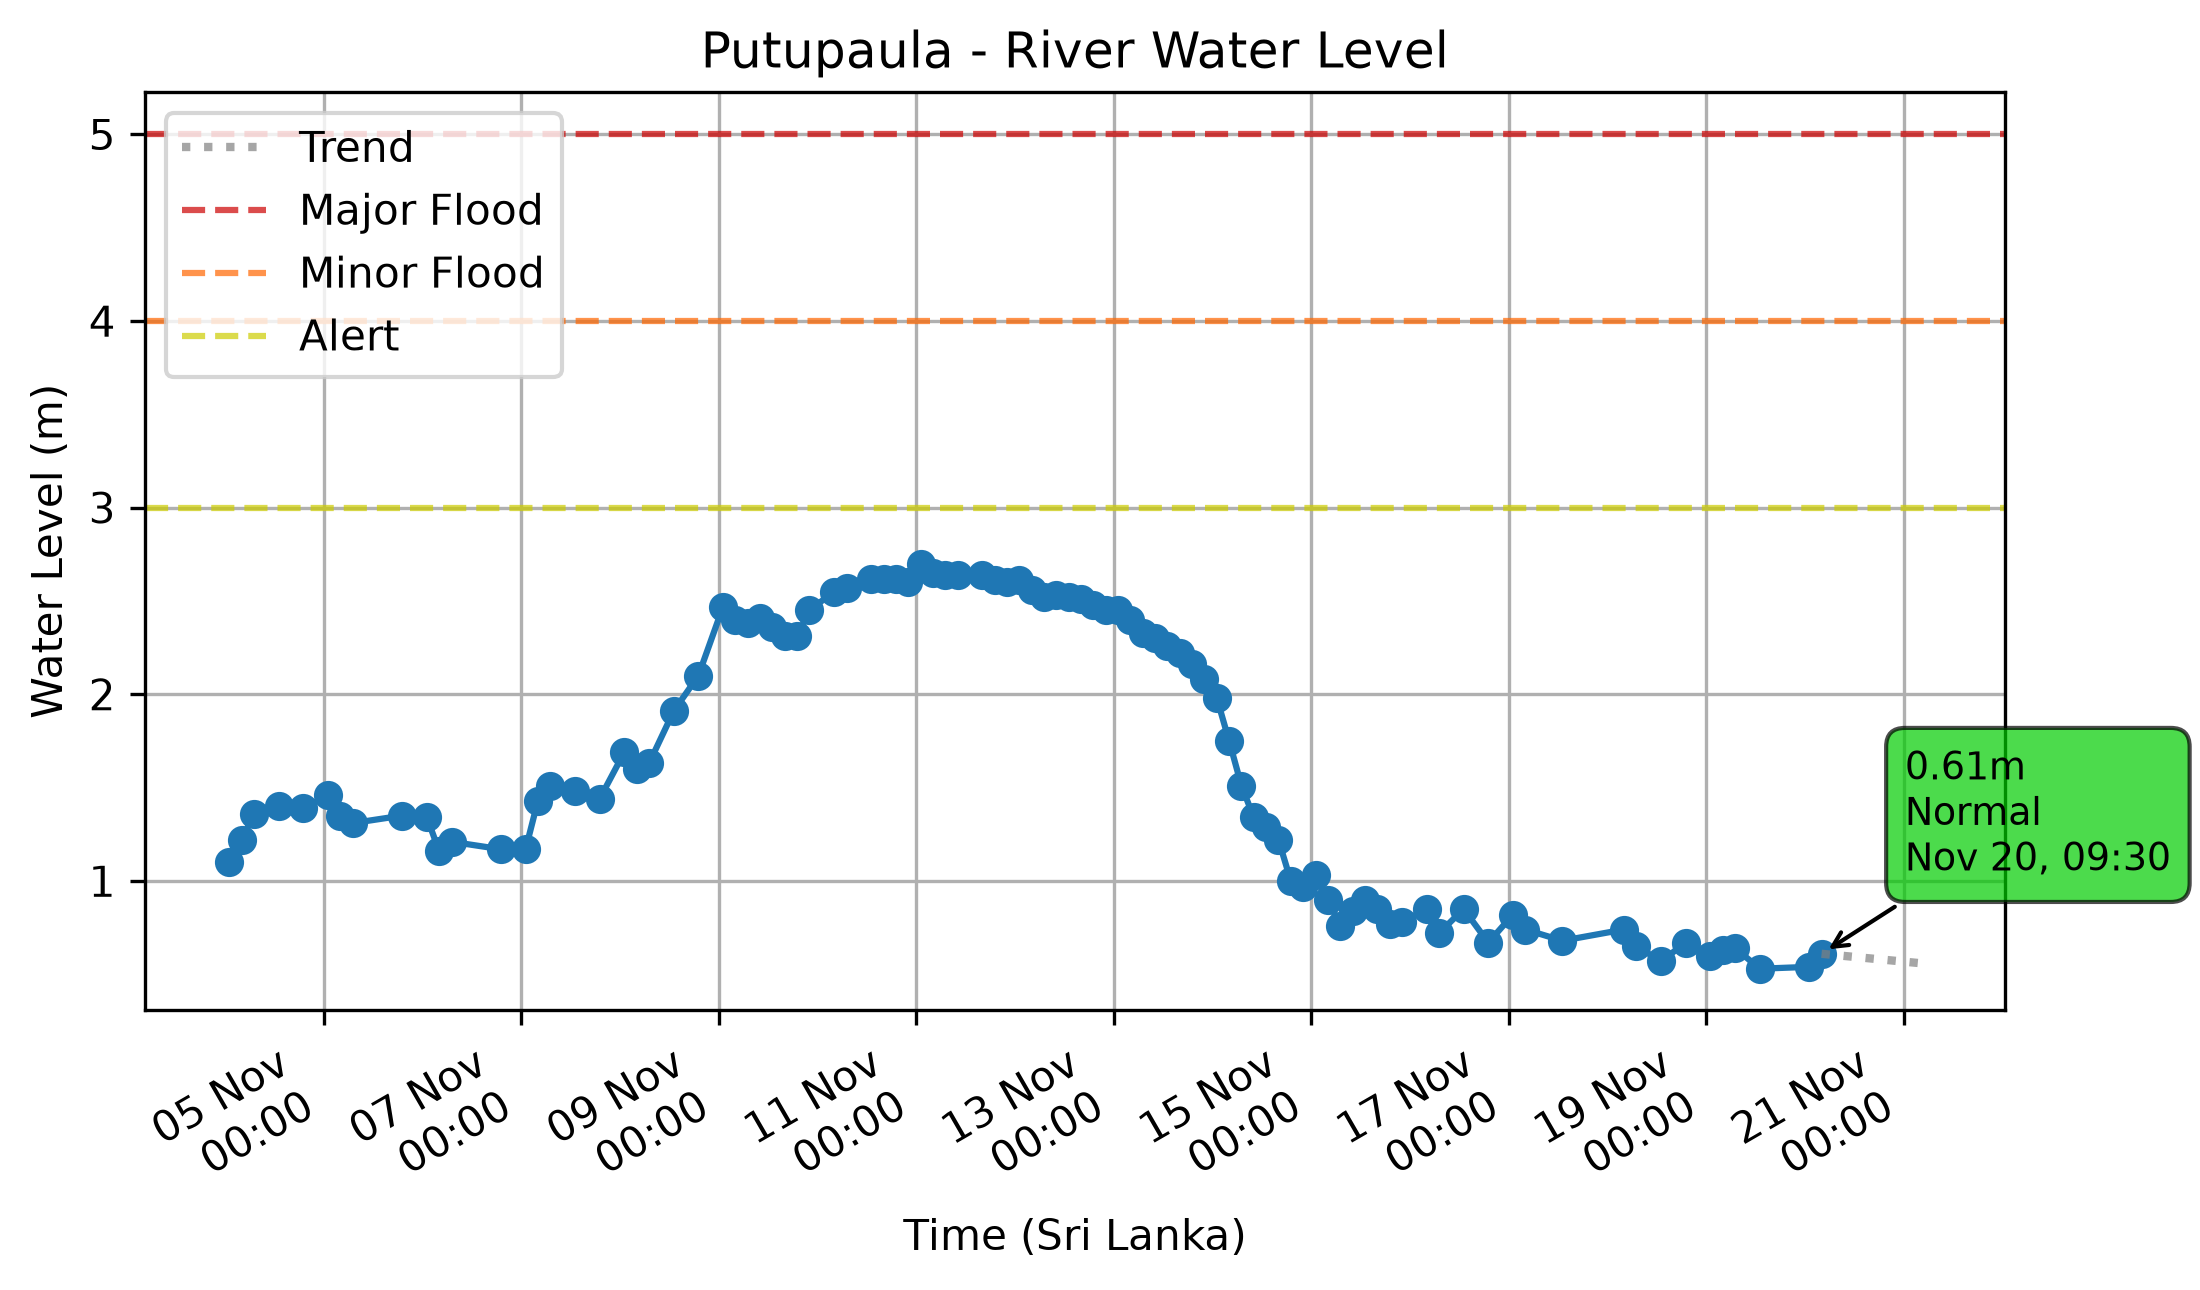 Putupaula - River Water Level
Trend
Major Flood
Minor Flood
Alert
Water Level (m)
5
4
3
2
1
0.61m
Normal
Nov 20, 09:30
05 Nov
00:00
07 Nov
00:00
09 Nov
00:00
11 Nov
00:00
13 Nov
00:00
15 Nov
00:00
17 Nov
00:00
19 Nov
00:00
21 Nov
00:00
Time (Sri Lanka)